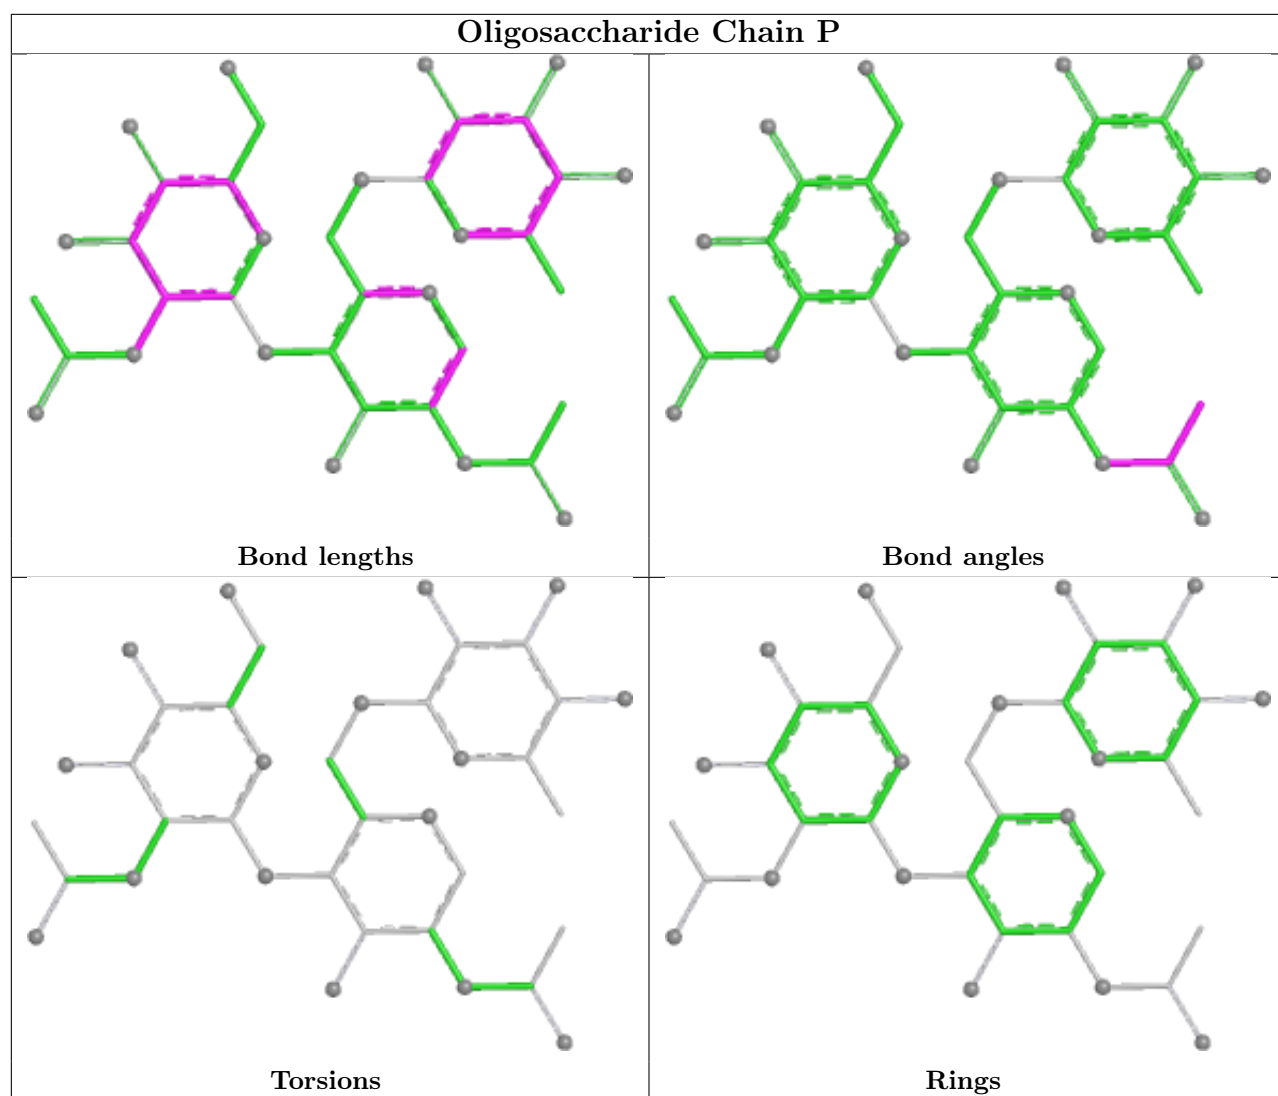 Oligosaccharide Chain P
Bond lengths
Bond angles
Torsions
Rings